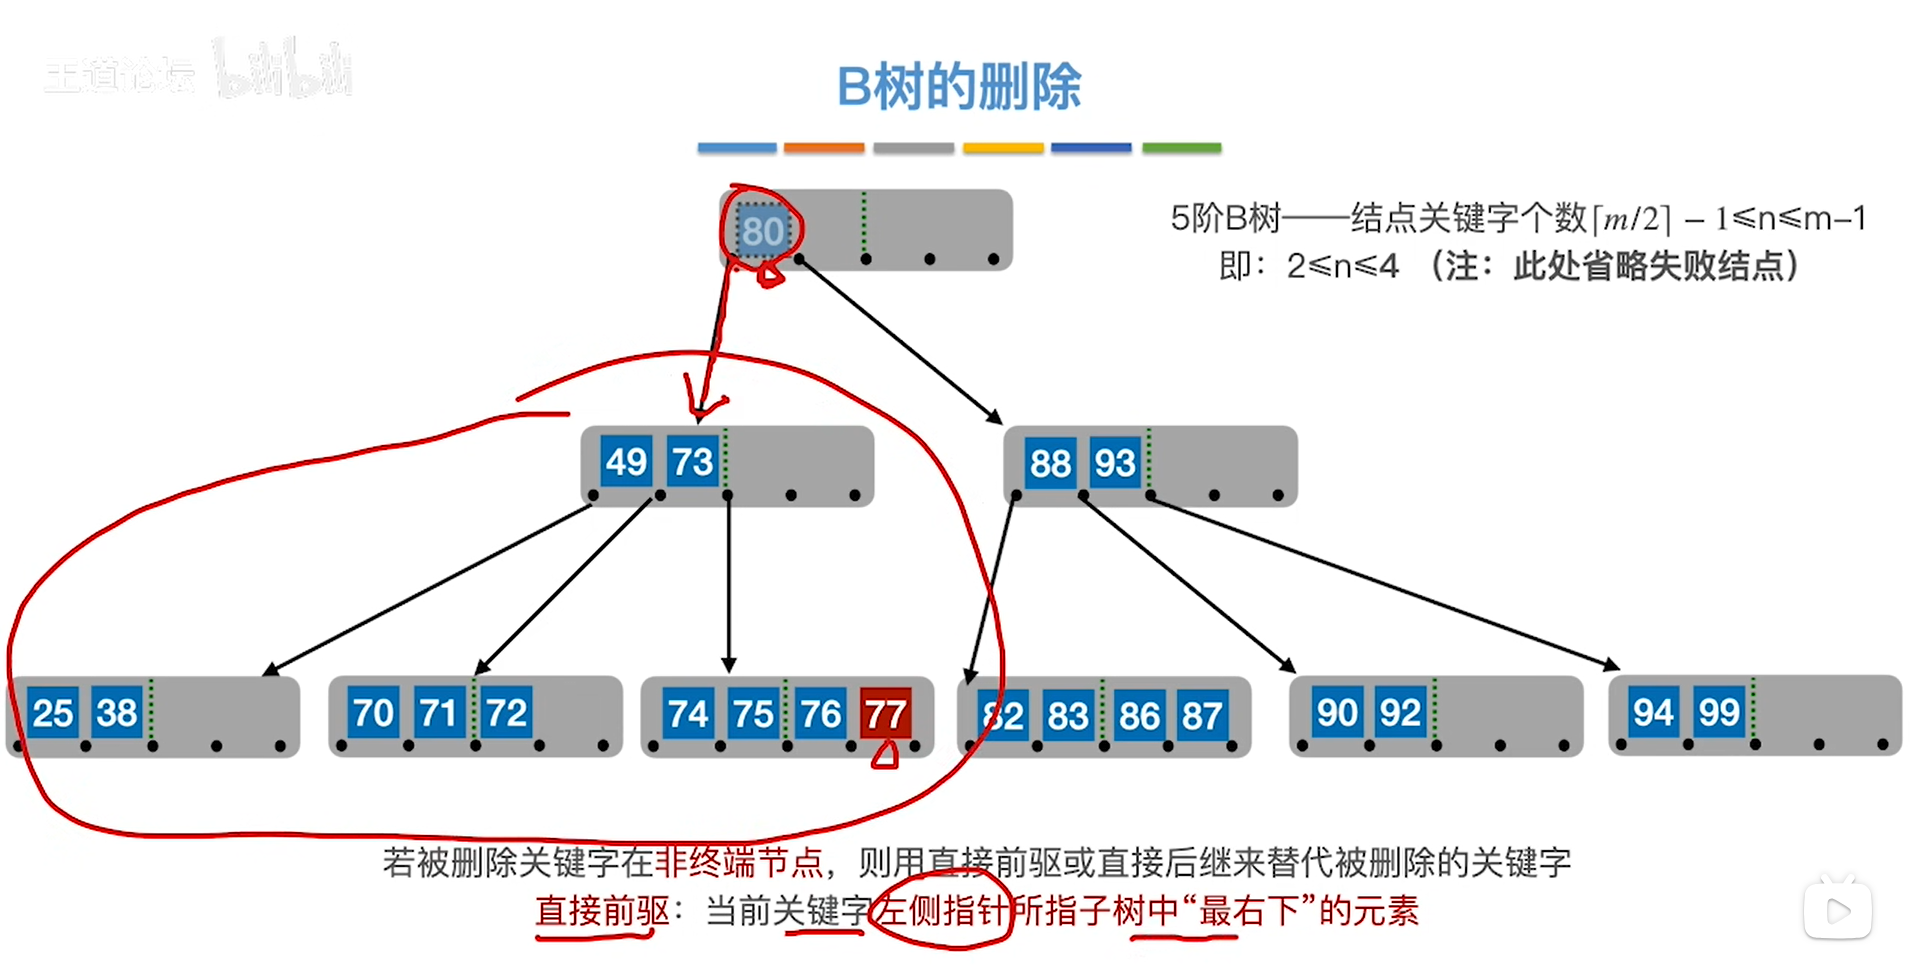 王道论坛 bilibili
B树的删除
80
5阶B树——结点关键字个数⌈m/2⌉ − 1≤n≤m−1
即：2≤n≤4 （注：此处省略失败结点）
49 73
88 93
25 38
70 71 72
74 75 76 77
82 83 86 87
90 92
94 99
若被删除关键字在非终端节点，则用直接前驱或直接后继来替代被删除的关键字
直接前驱：当前关键字左侧指针所指子树中“最右下”的元素